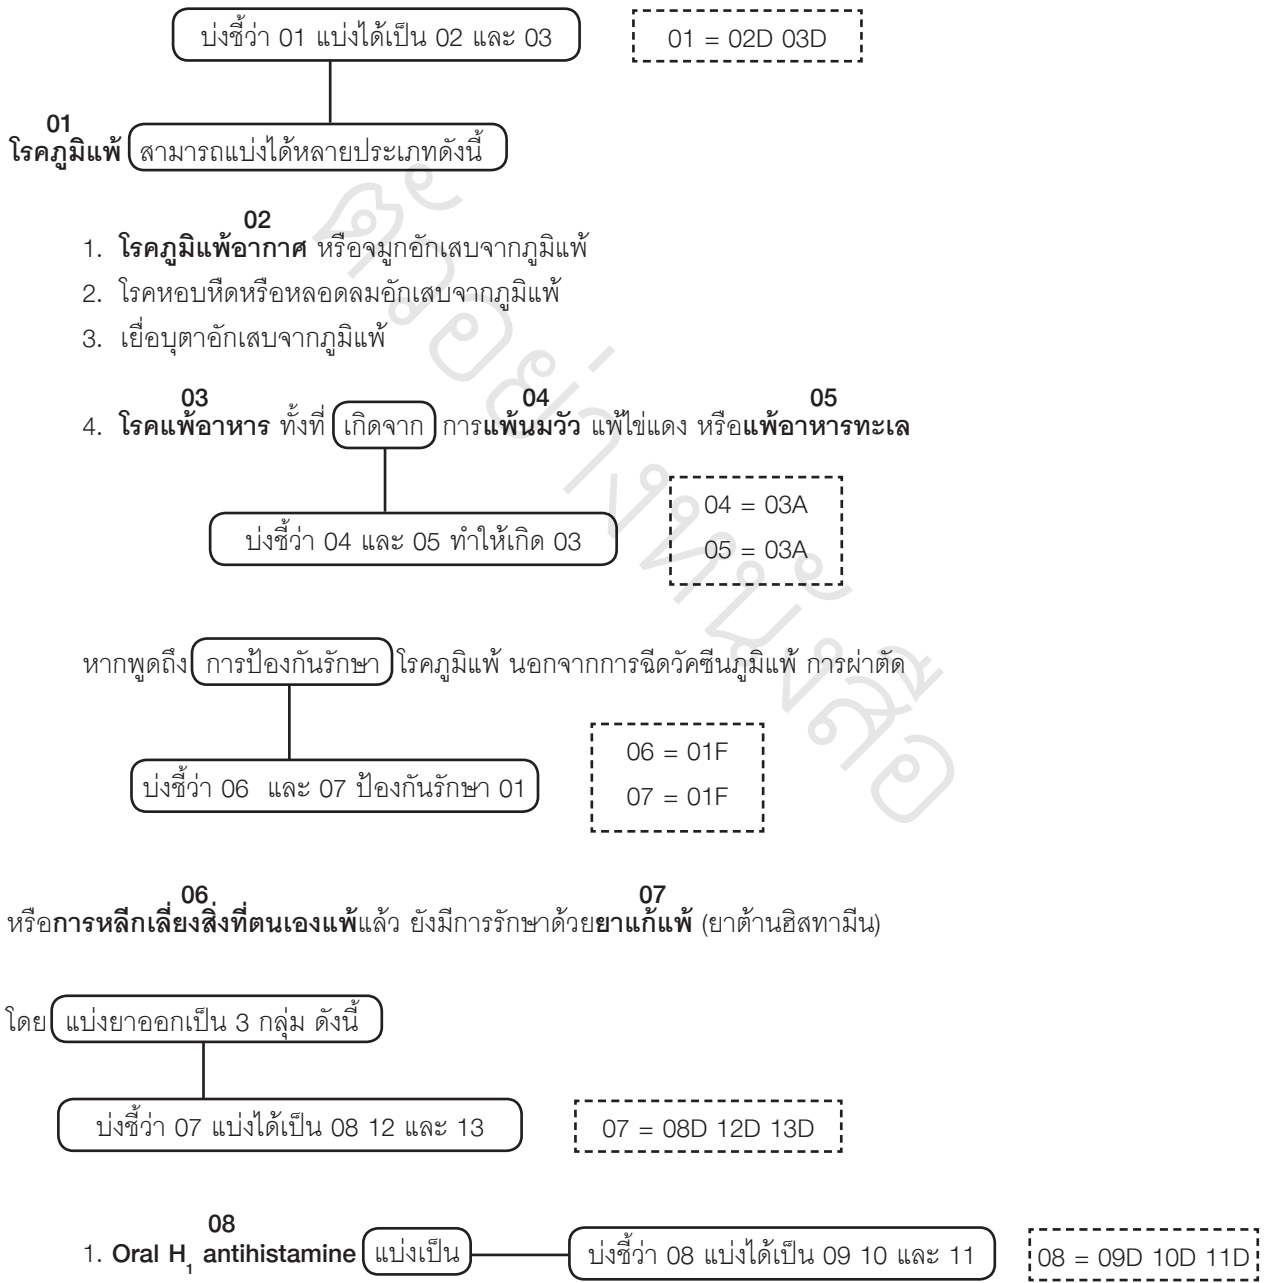 บ่งชี้ว่า 01 แบ่งได้เป็น 02 และ 03
01 = 02D 03D
01
โรคภูมิแพ้ สามารถแบ่งได้หลายประเภทดังนี้
02
1. โรคภูมิแพ้อากาศ หรือจมูกอักเสบจากภูมิแพ้
2. โรคหอบหืดหรือหลอดลมอักเสบจากภูมิแพ้
3. เยื่อบุตาอักเสบจากภูมิแพ้
03 04 05
4. โรคแพ้อาหาร ทั้งที่ เกิดจาก การแพ้นมวัว แพ้ไข่แดง หรือแพ้อาหารทะเล
04 = 03A
บ่งชี้ว่า 04 และ 05 ทำให้เกิด 03
05 = 03A
หากพูดถึง การป้องกันรักษา โรคภูมิแพ้ นอกจากการฉีดวัคซีนภูมิแพ้ การผ่าตัด
06 = 01F
บ่งชี้ว่า 06 และ 07 ป้องกันรักษา 01
07 = 01F
06 07
หรือการหลีกเลี่ยงสิ่งที่ตนเองแพ้แล้ว ยังมีการรักษาด้วยยาแก้แพ้ (ยาต้านฮิสทามีน)
โดย แบ่งยาออกเป็น 3 กลุ่ม ดังนี้
บ่งชี้ว่า 07 แบ่งได้เป็น 08 12 และ 13
07 = 08D 12D 13D
08
1. Oral H1 antihistamine แบ่งเป็น บ่งชี้ว่า 08 แบ่งได้เป็น 09 10 และ 11 08 = 09D 10D 11D
ตัวอย่างหนังสือ